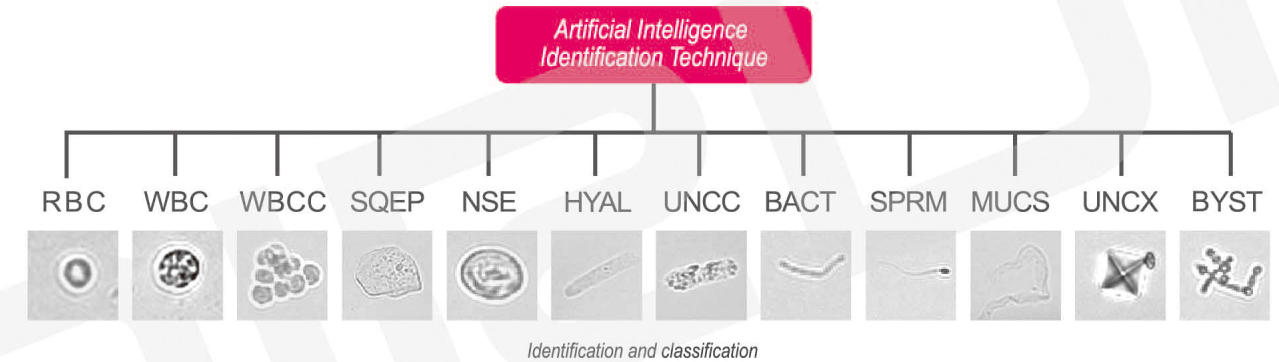 Artificial Intelligence
Identification Technique
RBC WBC WBCC SQEP NSE HYAL UNCC BACT SPRM MUCS UNCX BYST
Identification and classification